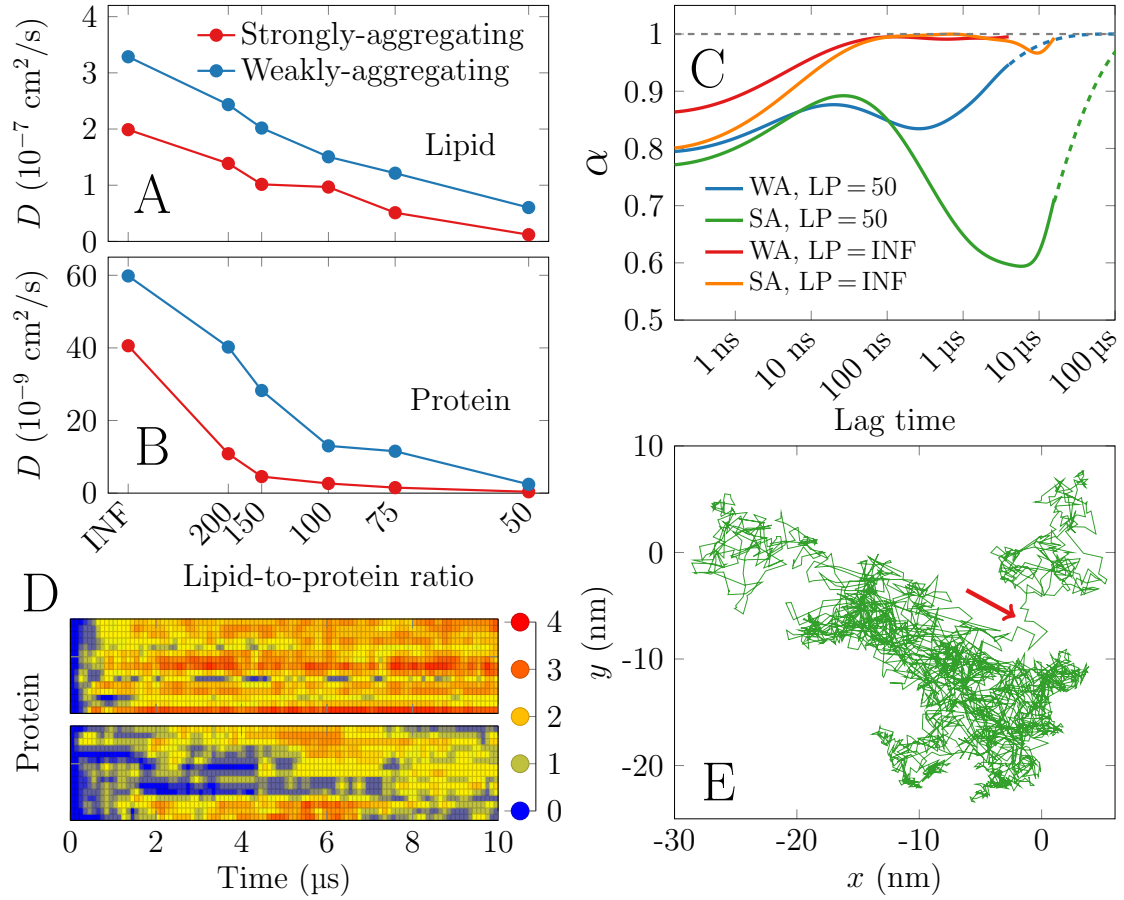 4
3
2
1
0
D (10⁻⁷ cm²/s)
Strongly-aggregating
Weakly-aggregating
Lipid
A
60
40
20
0
D (10⁻⁹ cm²/s)
Protein
B
INF
200
150
100
75
50
Lipid-to-protein ratio
1
0.9
0.8
0.7
0.6
0.5
α
C
WA, LP = 50
SA, LP = 50
WA, LP = INF
SA, LP = INF
1 ns
10 ns
100 ns
1 µs
10 µs
100 µs
Lag time
D
Protein
4
3
2
1
0
0
2
4
6
8
10
Time (µs)
10
0
-10
-20
y (nm)
E
-30
-20
-10
0
x (nm)